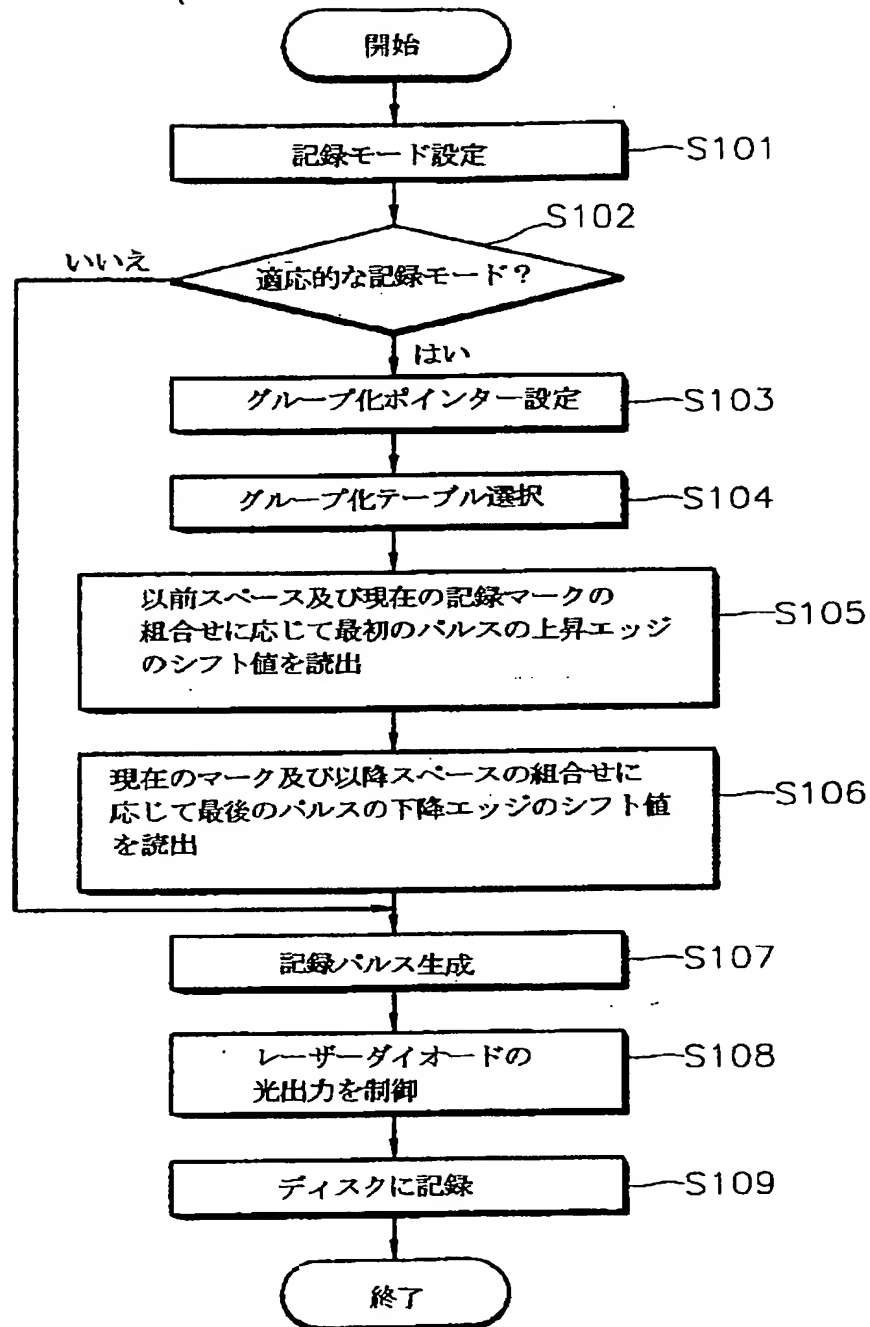 開始
記録モード設定
S101
S102
いいえ
適応的な記録モード?
はい
グループ化ポインター設定
S103
グループ化テーブル選択
S104
以前スペース及び現在の記録マークの
組合せに応じて最初のパルスの上昇エッジ
のシフト値を読出
S105
現在のマーク及び以降スペースの組合せに
応じて最後のパルスの下降エッジのシフト値
を読出
S106
記録パルス生成
S107
レーザーダイオードの
光出力を制御
S108
ディスクに記録
S109
終了